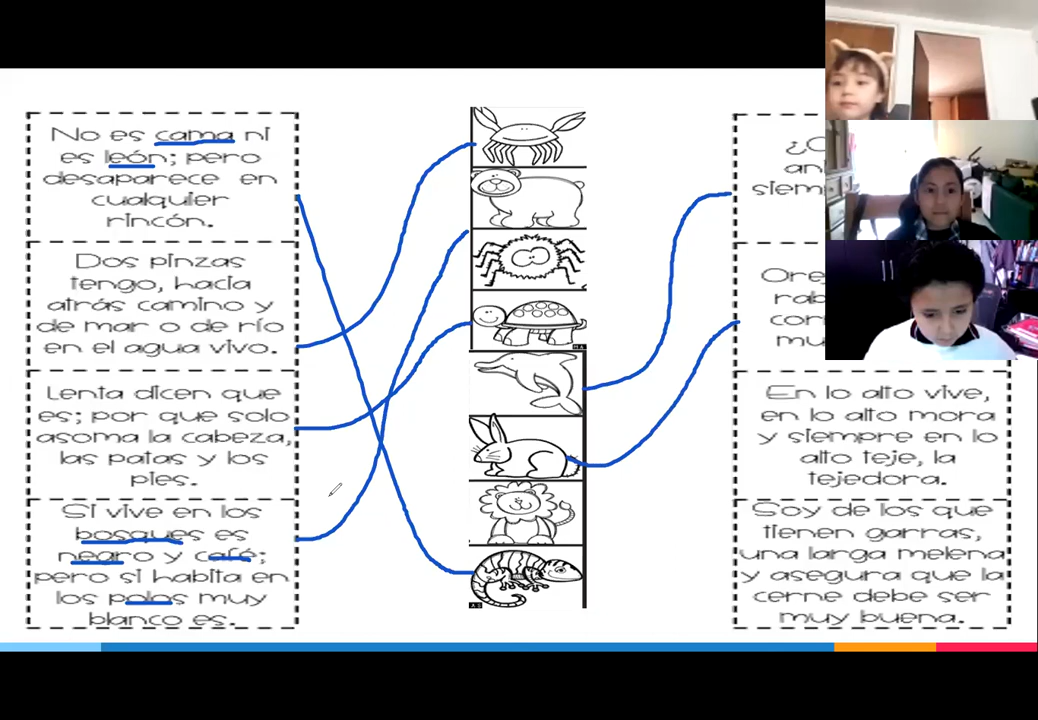 No es cama ni
es león; pero
desaparece en
cualquier
rincón.
Dos pinzas
tengo, hacia
atrás camino y
de mar o de río
en el agua vivo.
Lenta dicen que
es; por que solo
asoma la cabeza,
las patas y los
pies.
Si vive en los
bosques es
negro y café;
pero si habita en
los polos muy
blanco es.
En lo alto vive,
en lo alto mora
y siempre en lo
alto teje, la
tejedora.
Soy de los que
tienen garras,
una larga melena
y asegura que la
cerne debe ser
muy buena.